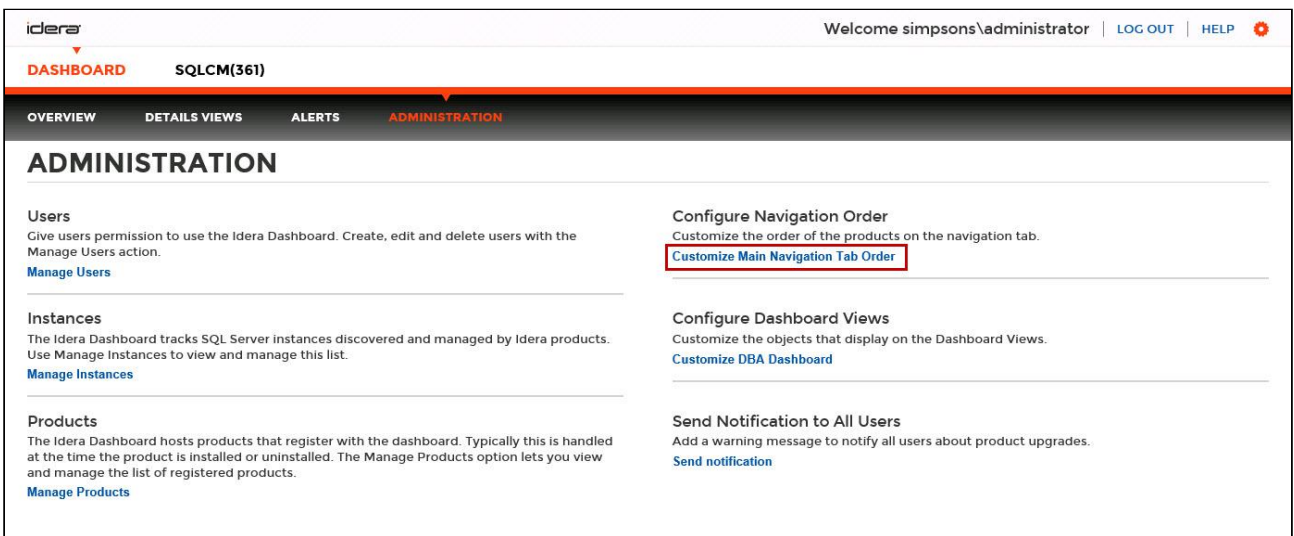 idera
Welcome simpsons\administrator | LOG OUT | HELP
DASHBOARD SQLCM(361)
OVERVIEW DETAILS VIEWS ALERTS ADMINISTRATION
ADMINISTRATION
Users
Give users permission to use the Idera Dashboard. Create, edit and delete users with the
Manage Users action.
Manage Users
Instances
The Idera Dashboard tracks SQL Server instances discovered and managed by Idera products.
Use Manage Instances to view and manage this list.
Manage Instances
Products
The Idera Dashboard hosts products that register with the dashboard. Typically this is handled
at the time the product is installed or uninstalled. The Manage Products option lets you view
and manage the list of registered products.
Manage Products
Configure Navigation Order
Customize the order of the products on the navigation tab.
Customize Main Navigation Tab Order
Configure Dashboard Views
Customize the objects that display on the Dashboard Views.
Customize DBA Dashboard
Send Notification to All Users
Add a warning message to notify all users about product upgrades.
Send notification